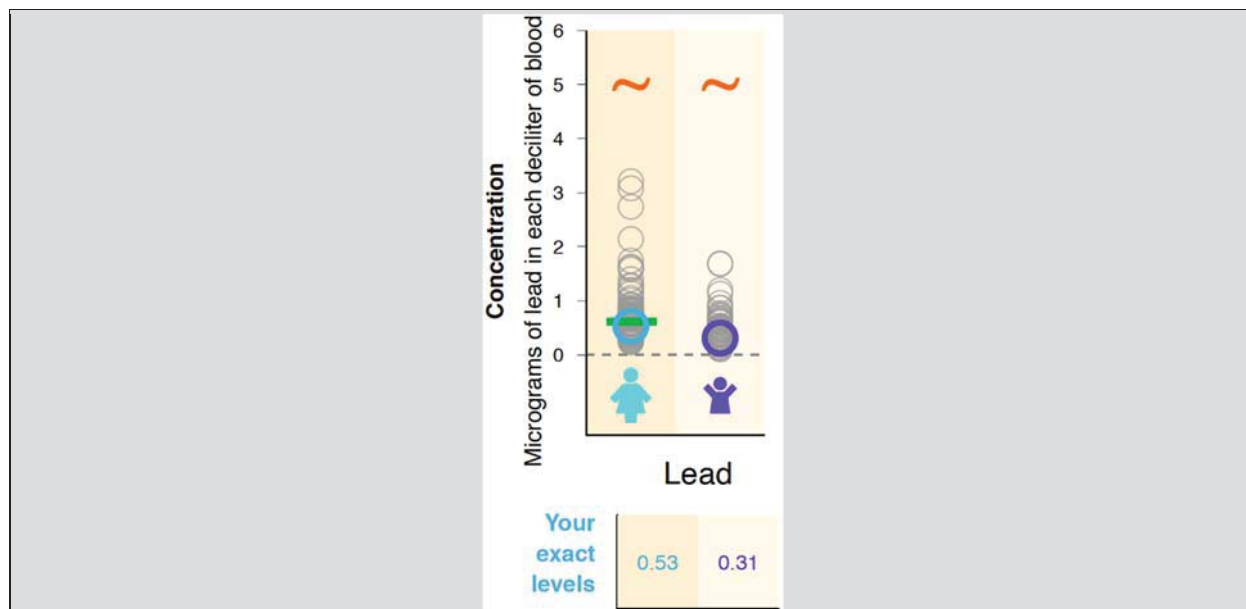 Concentration
Micrograms of lead in each deciliter of blood
6
5
4
3
2
1
0
~ ~
Lead
Your
exact
levels
0.53 0.31